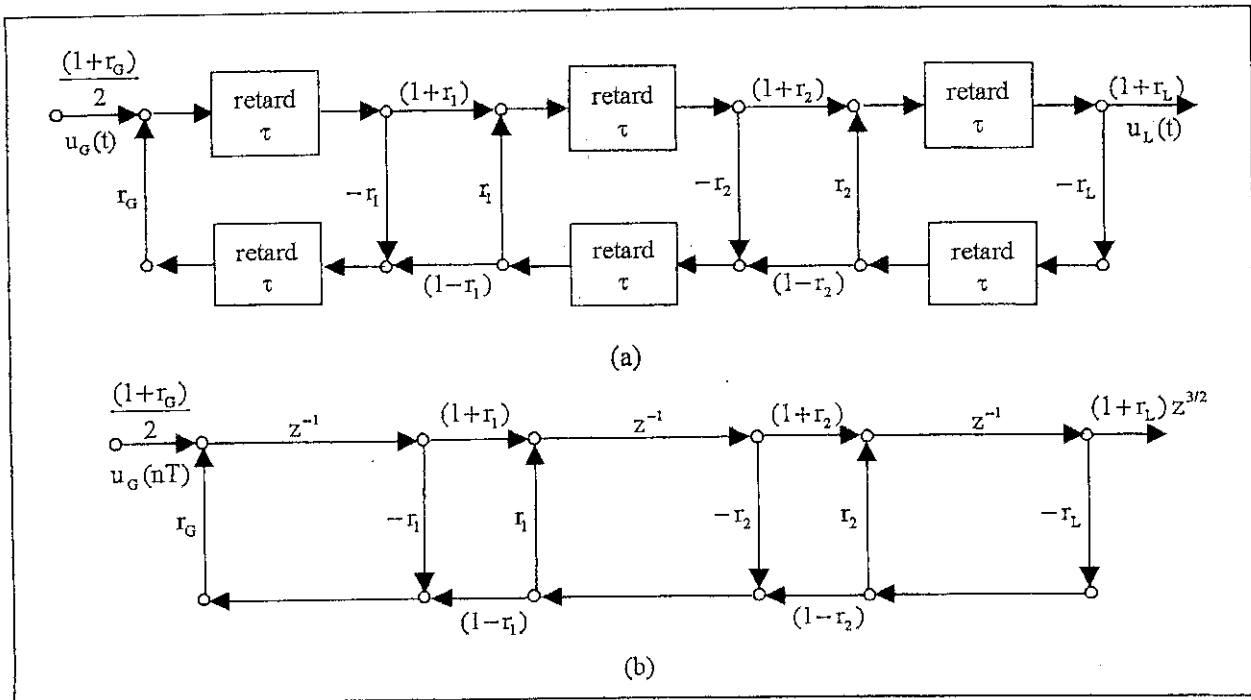 (1+r_G)
2
u_G(t)
retard
τ
(1+r_1)
retard
τ
(1+r_2)
retard
τ
(1+r_L)
u_L(t)
r_G
−r_1
r_1
−r_2
r_2
−r_L
retard
τ
(1−r_1)
retard
τ
(1−r_2)
retard
τ
(a)
(1+r_G)
2
u_G(nT)
z^{-1}
(1+r_1)
z^{-1}
(1+r_2)
z^{-1}
(1+r_L) z^{3/2}
r_G
−r_1
r_1
−r_2
r_2
−r_L
(1−r_1)
(1−r_2)
(b)